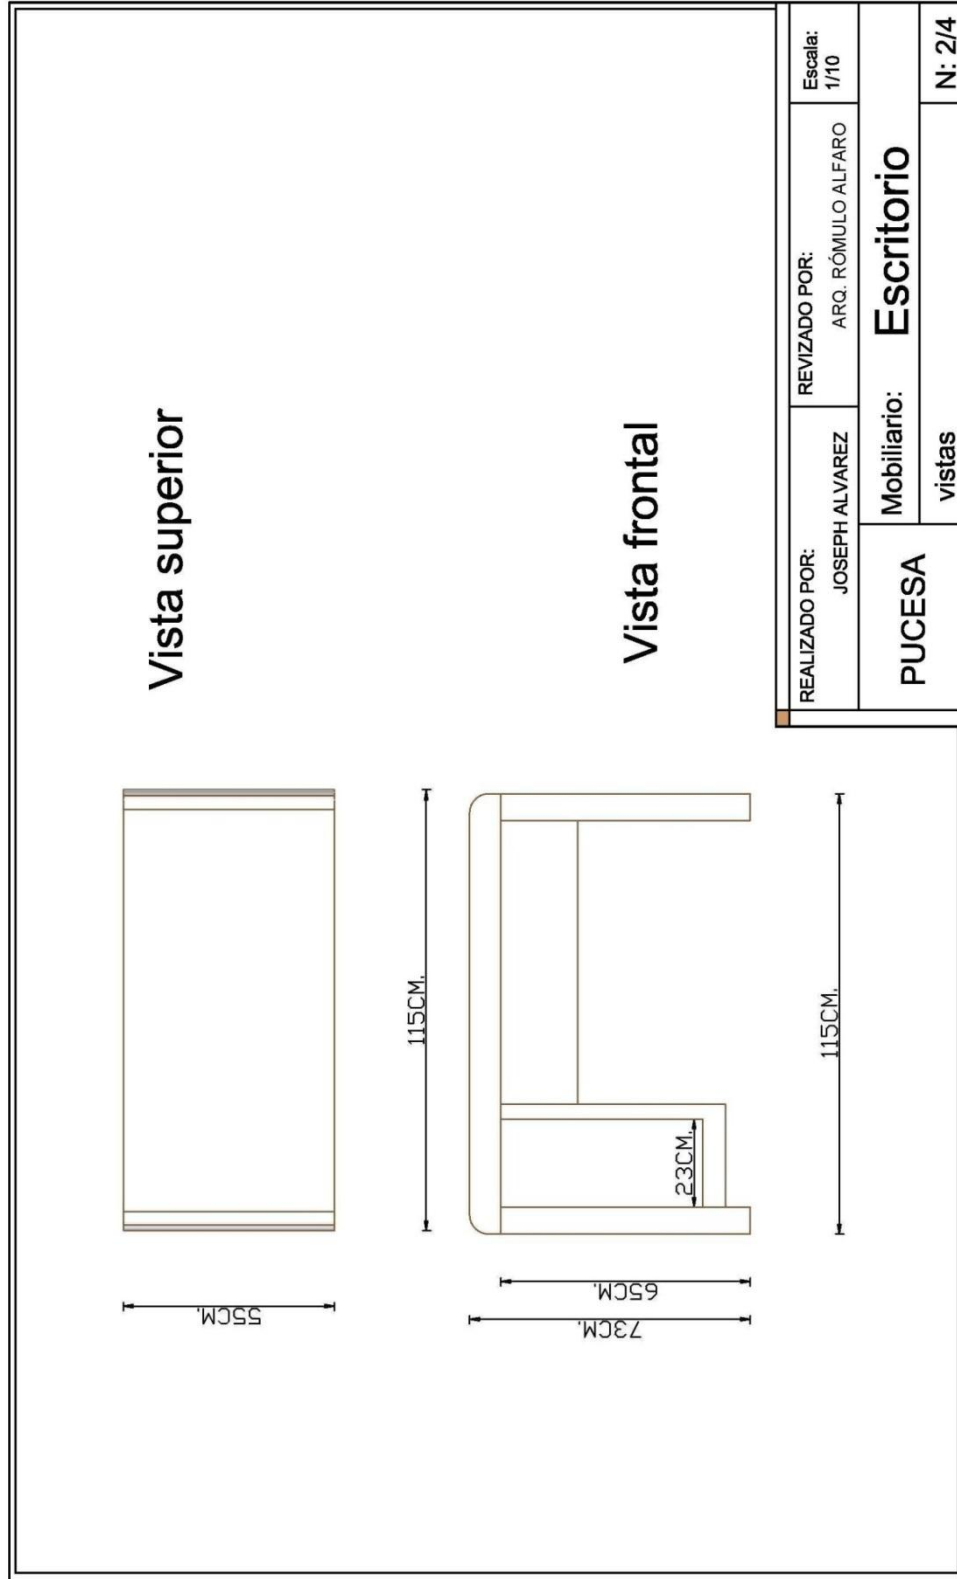 Vista superior
55CM.
115CM.
Vista frontal
65CM.
73CM.
23CM.
115CM.
REALIZADO POR:
JOSEPH ALVAREZ
REVIZADO POR:
ARQ. RÓMULO ALFARO
Escala:
1/10
PUCESA
Mobiliario: Escritorio
vistas
N: 2/4